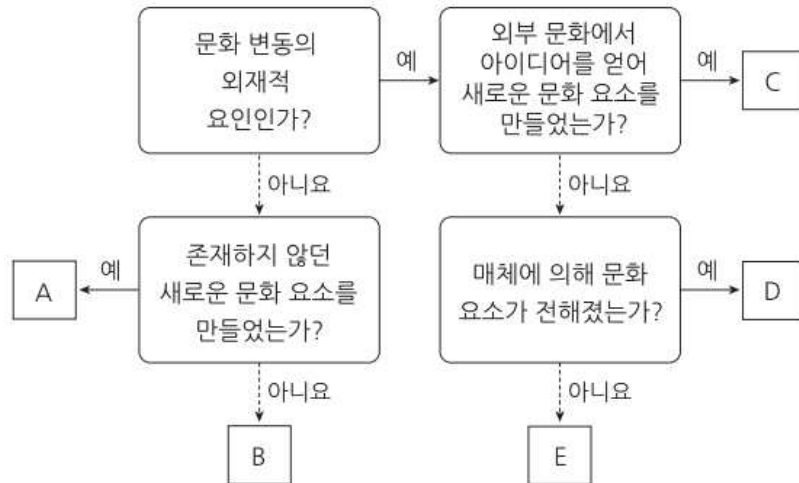 문화 변동의
외재적
요인인가?
예
외부 문화에서
아이디어를 얻어
새로운 문화 요소를
만들었는가?
예
C
아니요
아니요
A
예
존재하지 않던
새로운 문화 요소를
만들었는가?
매체에 의해 문화
요소가 전해졌는가?
예
D
아니요
아니요
B
E